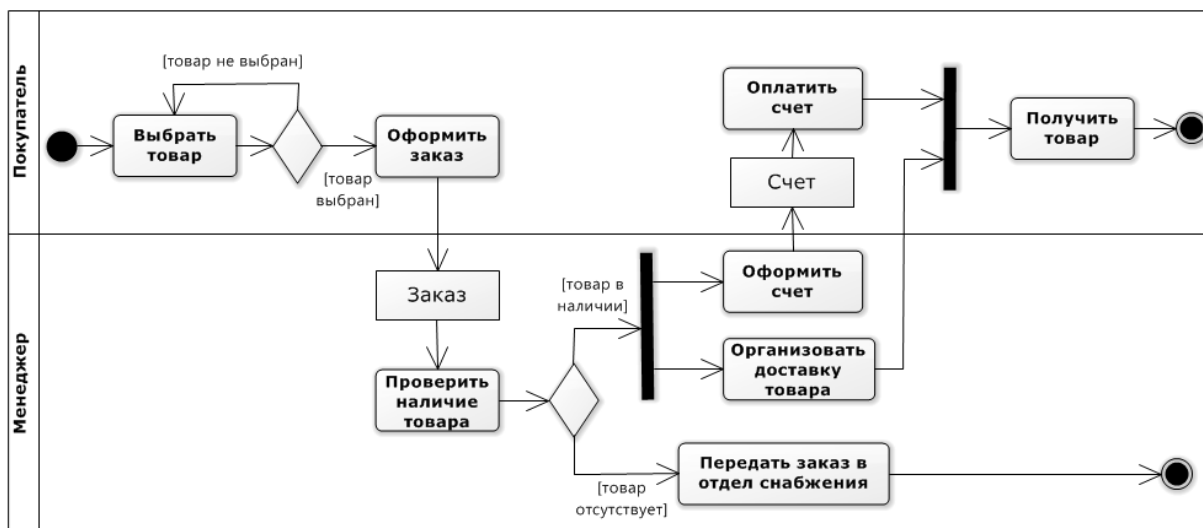 Покупатель
[товар не выбран]
Выбрать
товар
[товар
выбран]
Оформить
заказ
Оплатить
счет
Счет
Получить
товар
Менеджер
Заказ
Проверить
наличие
товара
[товар в
наличии]
Оформить
счет
Организовать
доставку
товара
[товар
отсутствует]
Передать заказ в
отдел снабжения